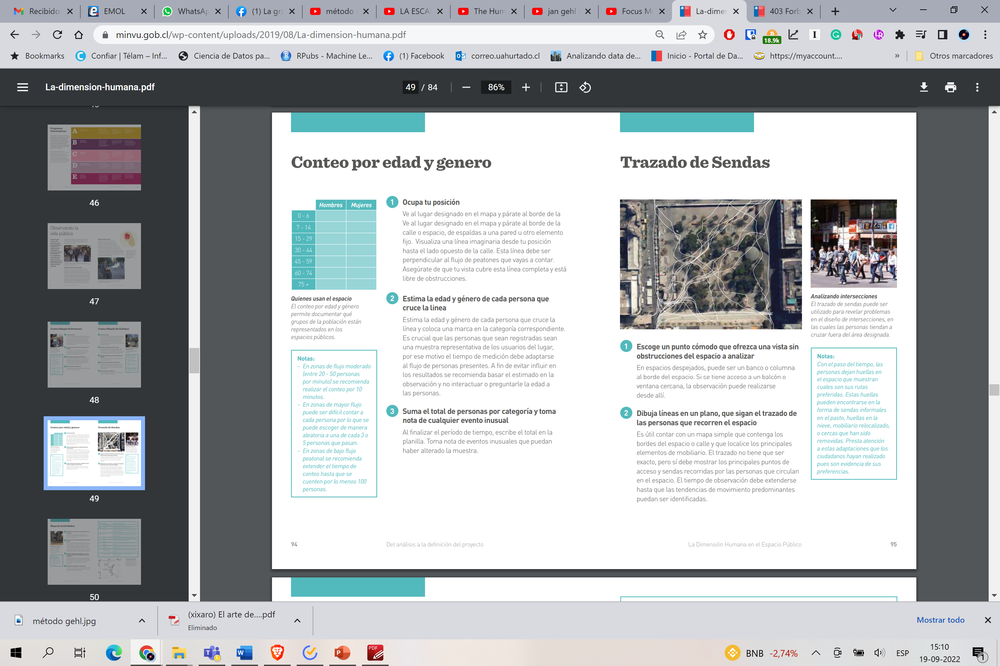 Recibido
EMOL
WhatsAp
(1) La gra
método
LA ESCAI
The Hum
jan gehl
Focus M
La-dimer
403 Forb
minvu.gob.cl/wp-content/uploads/2019/08/La-dimension-humana.pdf
18.9k
Bookmarks
Confiar | Télam – Inf...
Ciencia de Datos pa...
RPubs - Machine Le...
(1) Facebook
correo.uahurtado.cl
Analizando data de...
Inicio - Portal de Da...
https://myaccount....
»
Otros marcadores
La-dimension-humana.pdf
49 / 84
86%
Preguntas
Orientadoras
A
B
C
D
E
46
Observando la
vida pública
47
Conteo Simple de Peatones
Conteo Simple de Ciclistas
48
Conteo por edad y genero
Trazado de Sendas
49
Mapa de Actividades
50
Conteo por edad y genero
Hombres Mujeres
0 - 6
7 - 14
15 - 29
30 - 44
45 - 59
60 - 74
75 +
Quienes usan el espacio
El conteo por edad y género
permite documentar qué
grupos de la población están
representados en los
espacios públicos.
Notas:
– En zonas de flujo moderado
(entre 20 - 50 personas
por minuto) se recomienda
realizar el conteo por 10
minutos.
– En zonas de mayor flujo
puede ser difícil contar a
cada persona por lo que se
puede escoger de manera
aleatoria a una de cada 3 o
5 personas que pasan.
– En zonas de bajo flujo
peatonal se recomienda
extender el tiempo de
conteo hasta que se
cuenten por lo menos 100
personas.
1 Ocupa tu posición
Ve al lugar designado en el mapa y párate al borde de la
Ve al lugar designado en el mapa y párate al borde de la
calle o espacio, de espaldas a una pared u otro elemento
fijo. Visualiza una línea imaginaria desde tu posición
hasta el lado opuesto de la calle. Esta línea debe ser
perpendicular al flujo de peatones que vayas a contar.
Asegúrate de que tu vista cubre esta línea completa y está
libre de obstrucciones.
2 Estima la edad y género de cada persona que
cruce la linea
Estima la edad y género de cada persona que cruce la
línea y coloca una marca en la categoría correspondiente.
Es crucial que las personas que sean registradas sean
una muestra representativa de los usuarios del lugar,
por ese motivo el tiempo de medición debe adaptarse
al flujo de personas presentes. A fin de evitar influir en
los resultados se recomienda basar el estimado en la
observación y no interactuar o preguntarle la edad a
las personas.
3 Suma el total de personas por categoría y toma
nota de cualquier evento inusual
Al finalizar el período de tiempo, escribe el total en la
planilla. Toma nota de eventos inusuales que puedan
haber alterado la muestra.
94
Del análisis a la definición del proyecto
Trazado de Sendas
Analizando intersecciones
El trazado de sendas puede ser
utilizado para revelar problemas
en el diseño de intersecciones, en
las cuales las personas tiendan a
cruzar fuera del área designada.
1 Escoge un punto cómodo que ofrezca una vista sin
obstrucciones del espacio a analizar
En espacios despejados, puede ser un banco o columna
al borde del espacio. Si se tiene acceso a un balcón o
ventana cercana, la observación puede realizarse
desde allí.
2 Dibuja líneas en un plano, que sigan el trazado de
las personas que recorren el espacio
Es útil contar con un mapa simple que contenga los
bordes del espacio o calle y que localice los principales
elementos de mobiliario. El trazado no tiene que ser
exacto, pero sí debe mostrar los principales puntos de
acceso y sendas recorridas por las personas que circulan
en el espacio. El tiempo de observación debe extenderse
hasta que las tendencias de movimiento predominantes
puedan ser identificadas.
Notas:
Con el paso del tiempo, las
personas dejan huellas en
el espacio que muestran
cuales son sus rutas
preferidas. Estas huellas
pueden encontrarse en la
forma de sendas informales
en el pasto, huellas en la
nieve, mobiliario relocalizado,
o cercas que han sido
removidas. Presta atención
a estas adaptaciones que los
ciudadanos hayan realizado
pues son evidencia de sus
preferencias.
La Dimensión Humana en el Espacio Público
95
método gehl.jpg
(xixaro) El arte de....pdf
Eliminado
Mostrar todo
BNB -2,74%
ESP
15:10
19-09-2022
1